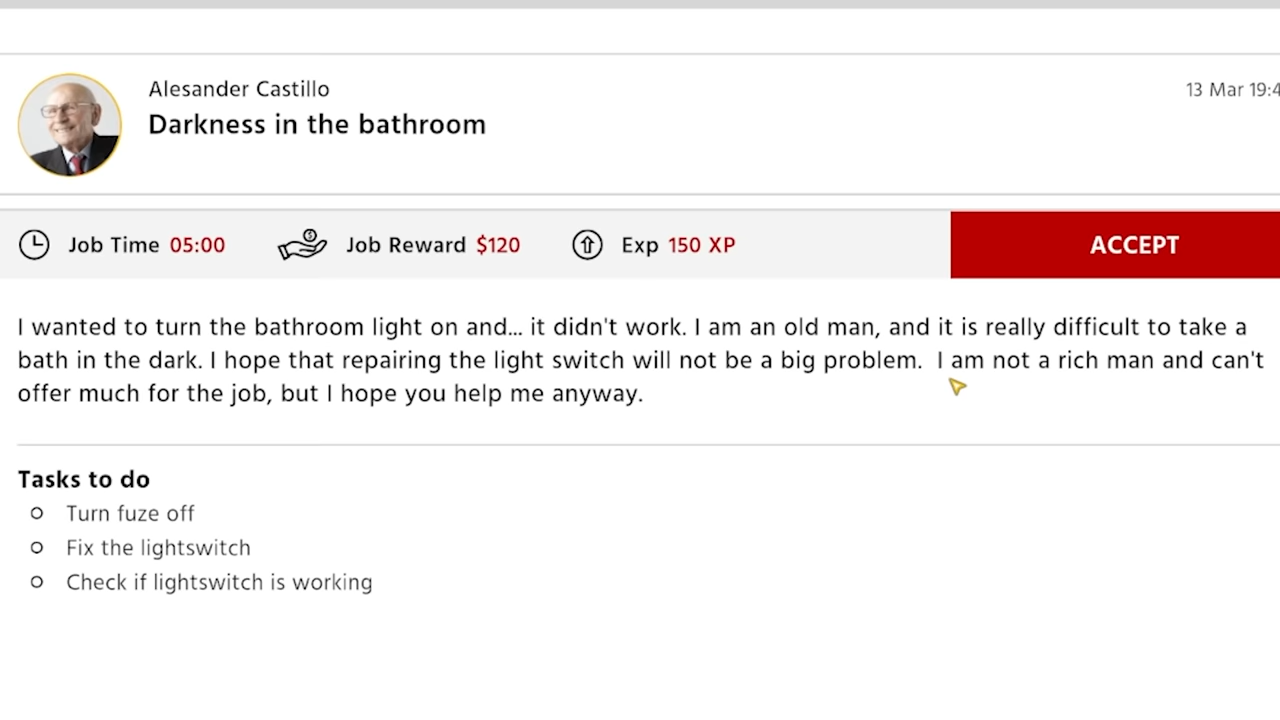 Alesander Castillo
13 Mar 19:4
Darkness in the bathroom
Job Time 05:00
Job Reward $120
Exp 150 XP
ACCEPT
I wanted to turn the bathroom light on and... it didn't work. I am an old man, and it is really difficult to take a
bath in the dark. I hope that repairing the light switch will not be a big problem.  I am not a rich man and can't
offer much for the job, but I hope you help me anyway.
Tasks to do
Turn fuze off
Fix the lightswitch
Check if lightswitch is working